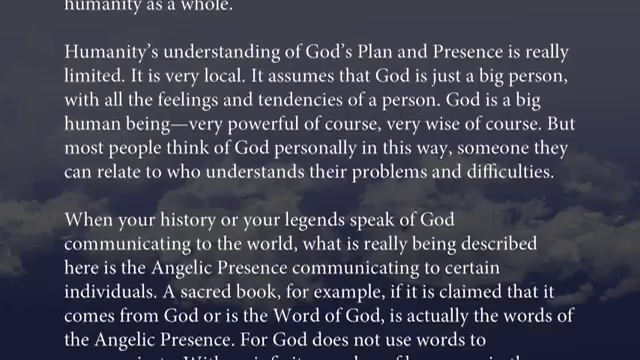 humanity as a whole.
Humanity’s understanding of God’s Plan and Presence is really
limited. It is very local. It assumes that God is just a big person,
with all the feelings and tendencies of a person. God is a big
human being—very powerful of course, very wise of course. But
most people think of God personally in this way, someone they
can relate to who understands their problems and difficulties.
When your history or your legends speak of God
communicating to the world, what is really being described
here is the Angelic Presence communicating to certain
individuals. A sacred book, for example, if it is claimed that it
comes from God or is the Word of God, is actually the words of
the Angelic Presence. For God does not use words to